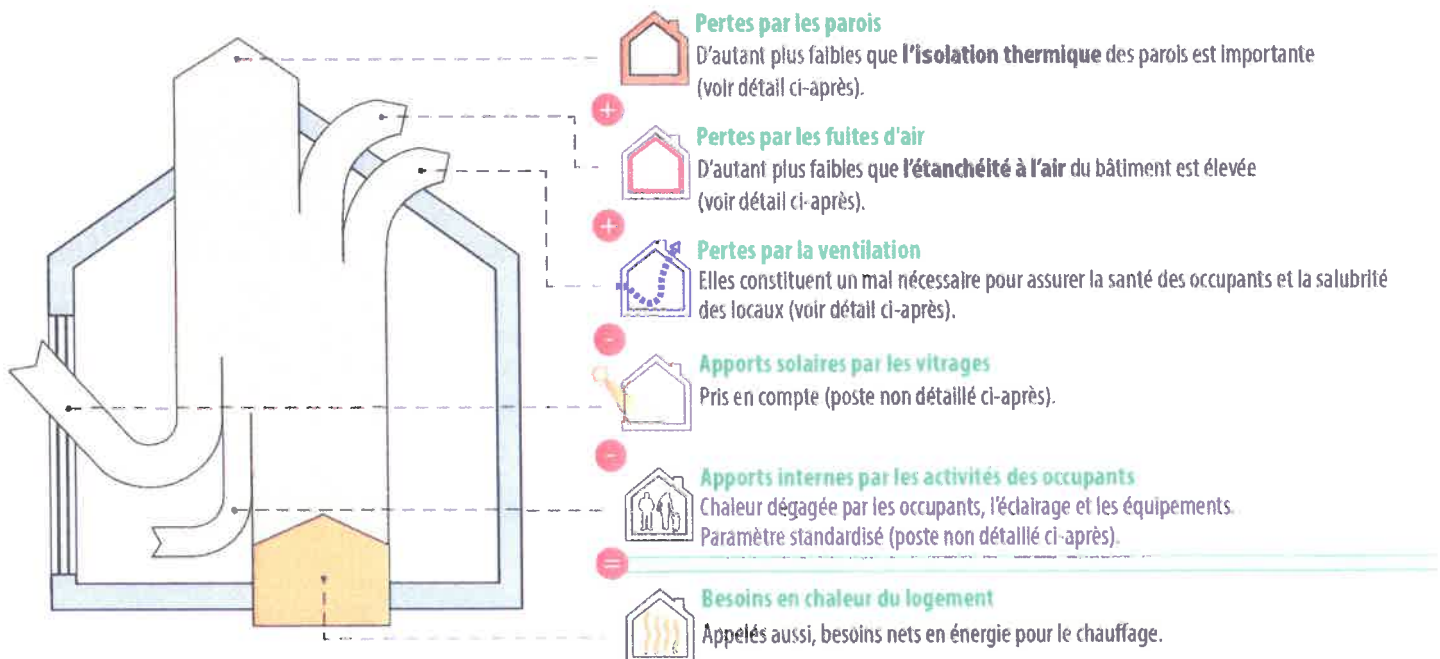 Pertes par les parois
D'autant plus faibles que l'isolation thermique des parois est importante
(voir détail ci-après).
+
Pertes par les fuites d'air
D'autant plus faibles que l'étanchéité à l'air du bâtiment est élevée
(voir détail ci-après).
+
Pertes par la ventilation
Elles constituent un mal nécessaire pour assurer la santé des occupants et la salubrité
des locaux (voir détail ci-après).
-
Apports solaires par les vitrages
Pris en compte (poste non détaillé ci-après).
-
Apports internes par les activités des occupants
Chaleur dégagée par les occupants, l'éclairage et les équipements.
Paramètre standardisé (poste non détaillé ci-après).
=
Besoins en chaleur du logement
Appelés aussi, besoins nets en énergie pour le chauffage.